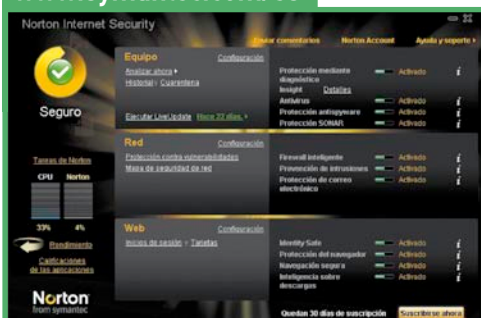 Norton Internet Security
Enviar comentarios Norton Account Ayuda y soporte
Seguro
Equipo Configuración
Analizar ahora
Historial Cuarentena
Ejecutar LiveUpdate Hace 22 días.
Protección mediante
diagnóstico
Insight Detalles
Antivirus Activado
Protección antispyware Activado
Protección SONAR Activado
Tareas de Norton
CPU Norton
33% 4%
Rendimiento
Calificaciones
de las aplicaciones
Red Configuración
Protección contra vulnerabilidades
Mapa de seguridad de red
Firewall inteligente Activado
Prevención de intrusiones Activado
Protección de correo Activado
electrónico
Web Configuración
Inicios de sesión Tarjetas
Identity Safe Activado
Protección del navegador Activado
Navegación segura Activado
Inteligencia sobre Activado
descargas
Norton
from symantec
Quedan 30 días de suscripción Suscribirse ahora